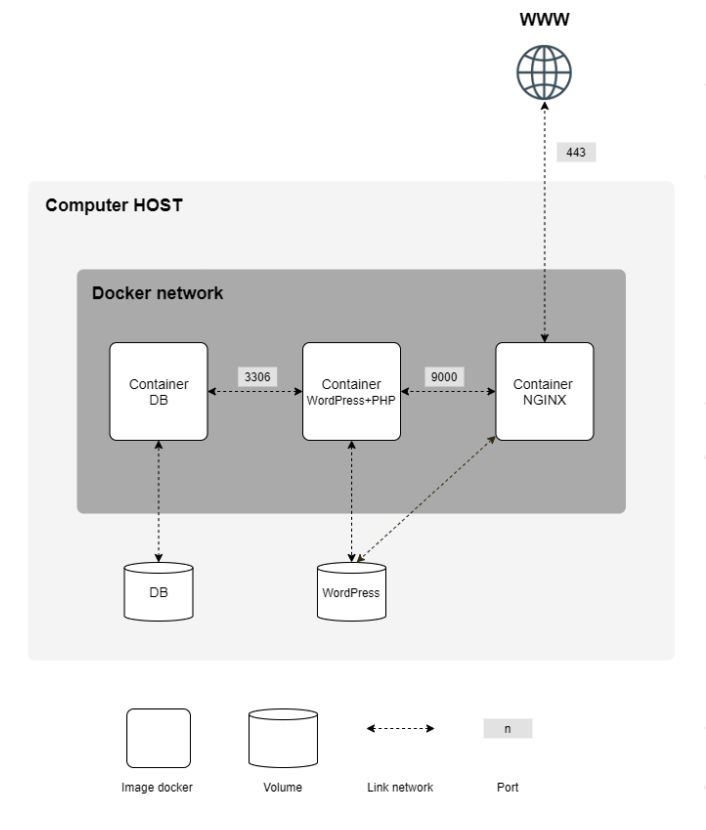 WWW
443
Computer HOST
Docker network
Container
DB
3306
Container
WordPress+PHP
9000
Container
NGINX
DB
WordPress
n
Image docker
Volume
Link network
Port